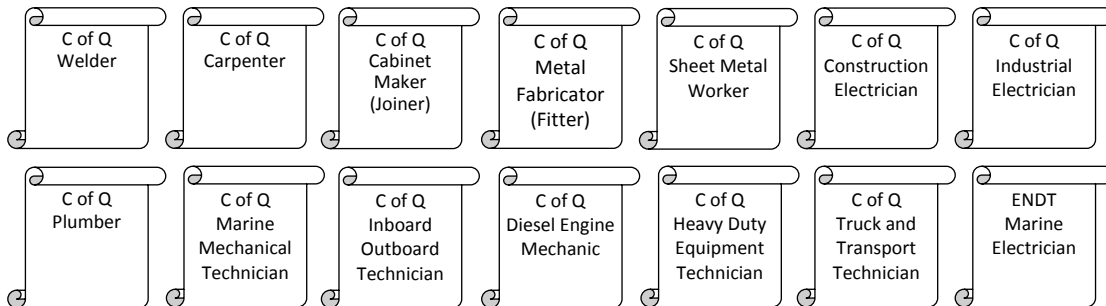 C of Q
Welder
C of Q
Carpenter
C of Q
Cabinet
Maker
(Joiner)
C of Q
Metal
Fabricator
(Fitter)
C of Q
Sheet Metal
Worker
C of Q
Construction
Electrician
C of Q
Industrial
Electrician
C of Q
Plumber
C of Q
Marine
Mechanical
Technician
C of Q
Inboard
Outboard
Technician
C of Q
Diesel Engine
Mechanic
C of Q
Heavy Duty
Equipment
Technician
C of Q
Truck and
Transport
Technician
ENDT
Marine
Electrician